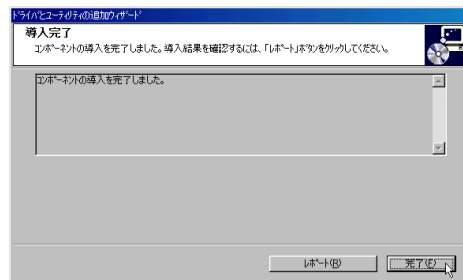 ﾄﾞﾗｲﾊﾞとﾕｰﾃｨﾘﾃｨの追加ｳｨｻﾞｰﾄﾞ
導入完了
ｺﾝﾎﾟｰﾈﾝﾄの導入を完了しました。導入結果を確認するには、「ﾚﾎﾟｰﾄ」ﾎﾞﾀﾝをｸﾘｯｸしてください。
ｺﾝﾎﾟｰﾈﾝﾄの導入を完了しました。
ﾚﾎﾟｰﾄ(R)
完了(F)